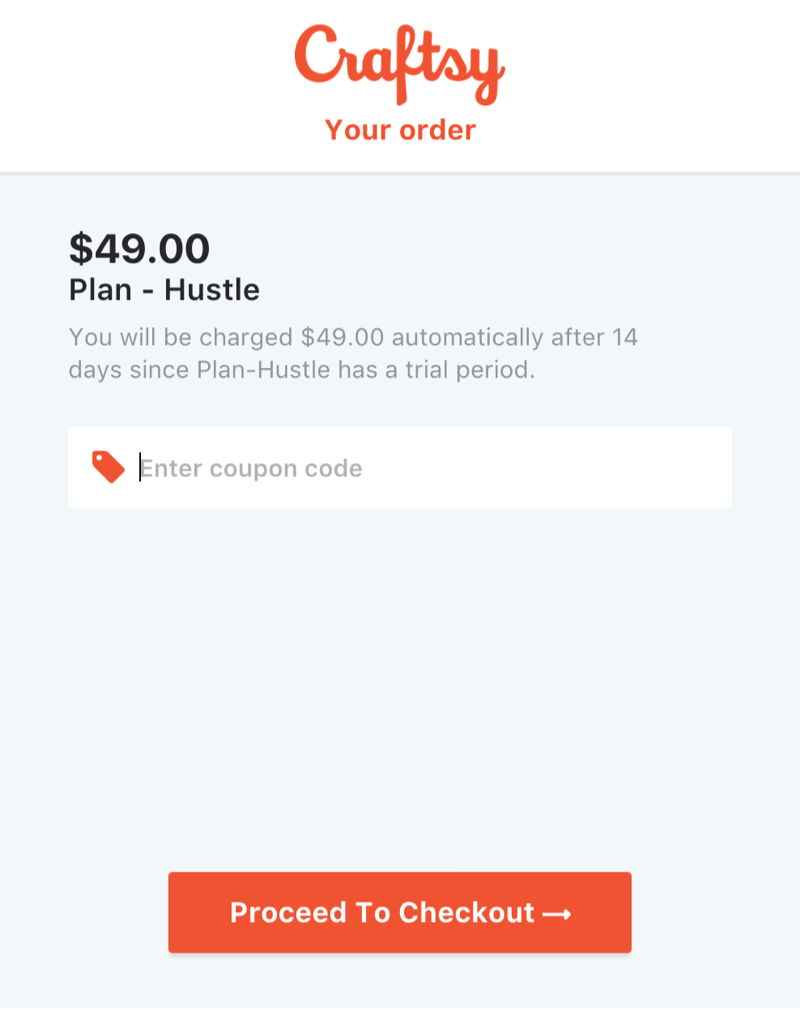 Craftsy
Your order
$49.00
Plan - Hustle
You will be charged $49.00 automatically after 14
days since Plan-Hustle has a trial period.
Enter coupon code
Proceed To Checkout →